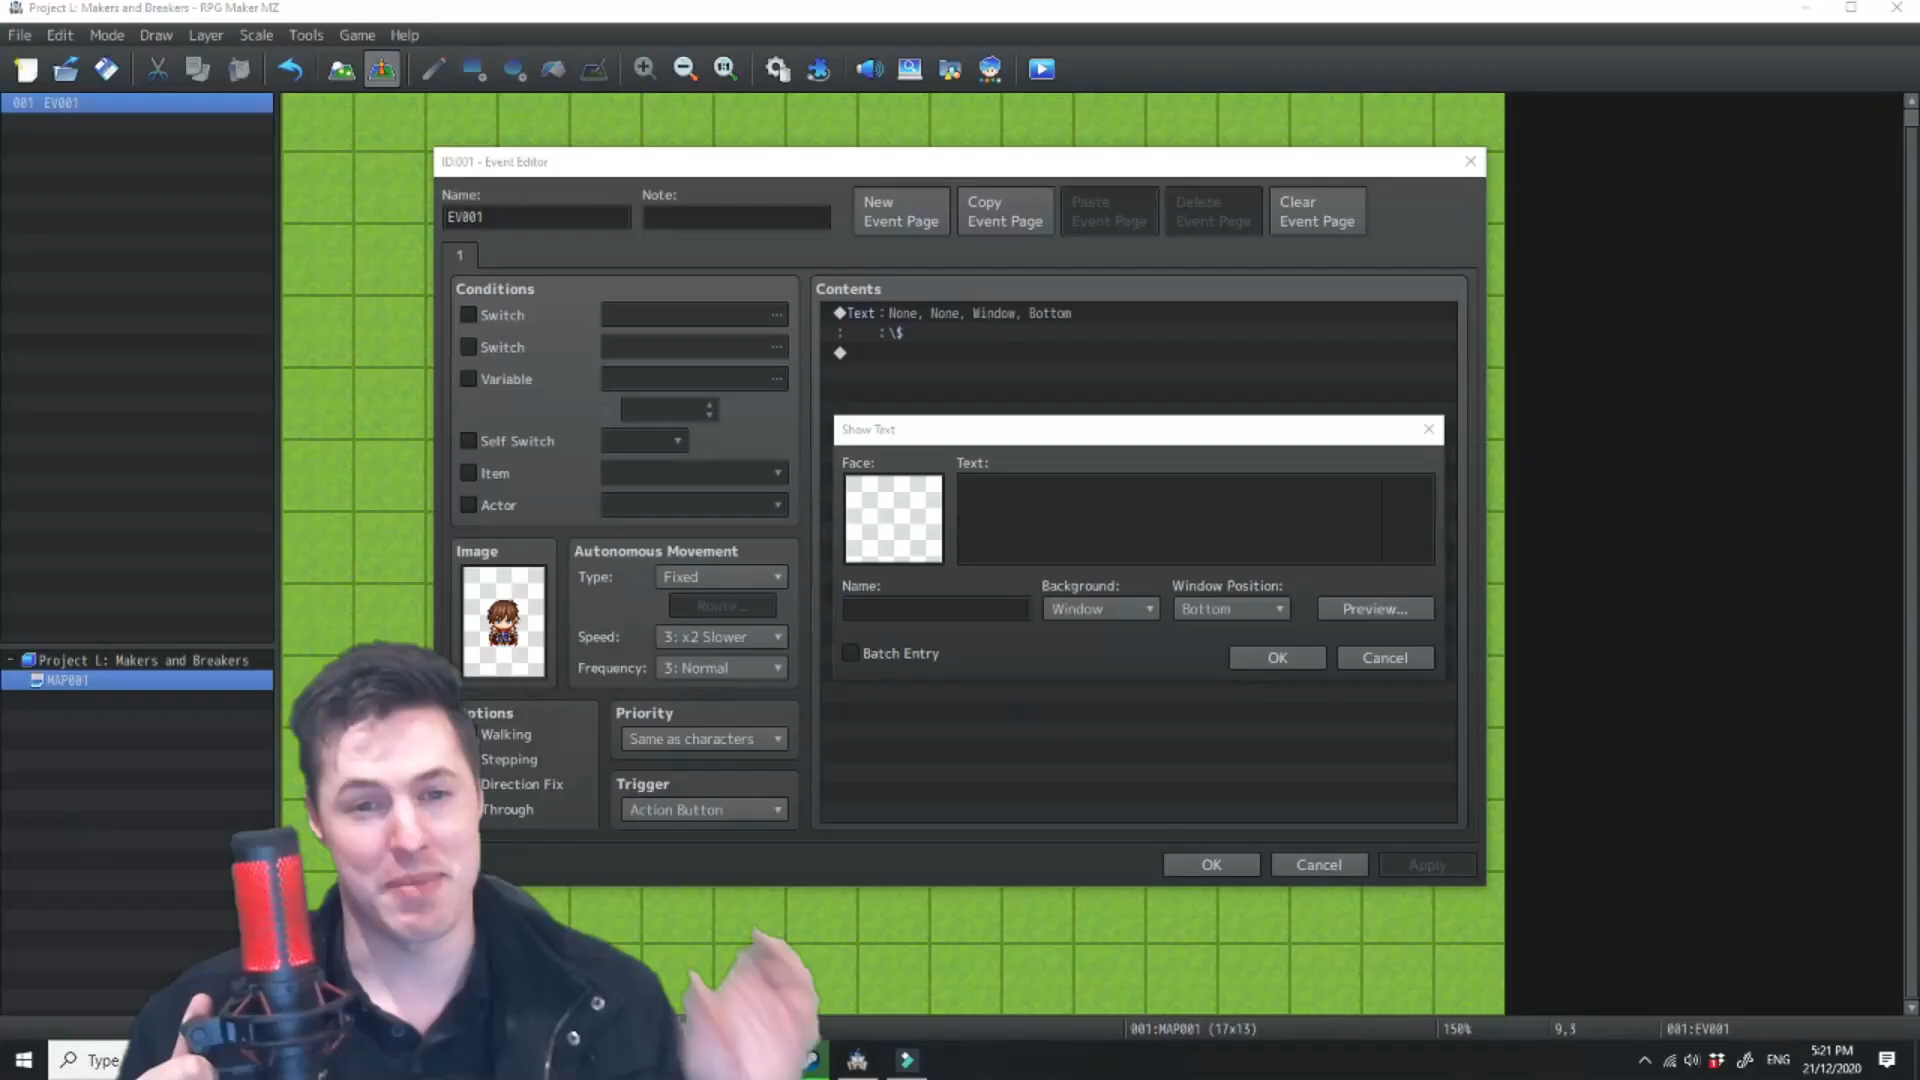 Project L: Makers and Breakers - RPG Maker MZ
File Edit Mode Draw Layer Scale Tools Game Help
001 EV001
ID:001 - Event Editor
Name: Note:
EV001
New Event Page
Copy Event Page
Paste Event Page
Delete Event Page
Clear Event Page
1
Conditions
Switch ...
Switch ...
Variable ...
Self Switch
Item
Actor
Contents
◆Text：None, None, Window, Bottom
: :\$
◆
Show Text
Face: Text:
Name: Background: Window Position:
Window Bottom Preview...
Batch Entry
OK Cancel
Image
Autonomous Movement
Type: Fixed
Route...
Speed: 3: x2 Slower
Frequency: 3: Normal
ptions
Walking
Stepping
Direction Fix
Through
Priority
Same as characters
Trigger
Action Button
OK Cancel Apply
Project L: Makers and Breakers
MAP001
001:MAP001 (17x13) 150% 9,3 001:EV001
Type
ENG
5:21 PM
21/12/2020